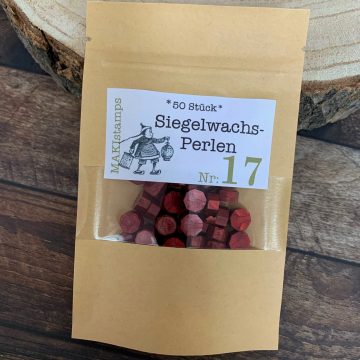 *50 Stück*
Siegelwachs-
Perlen
Nr. 17
MAKIstamps